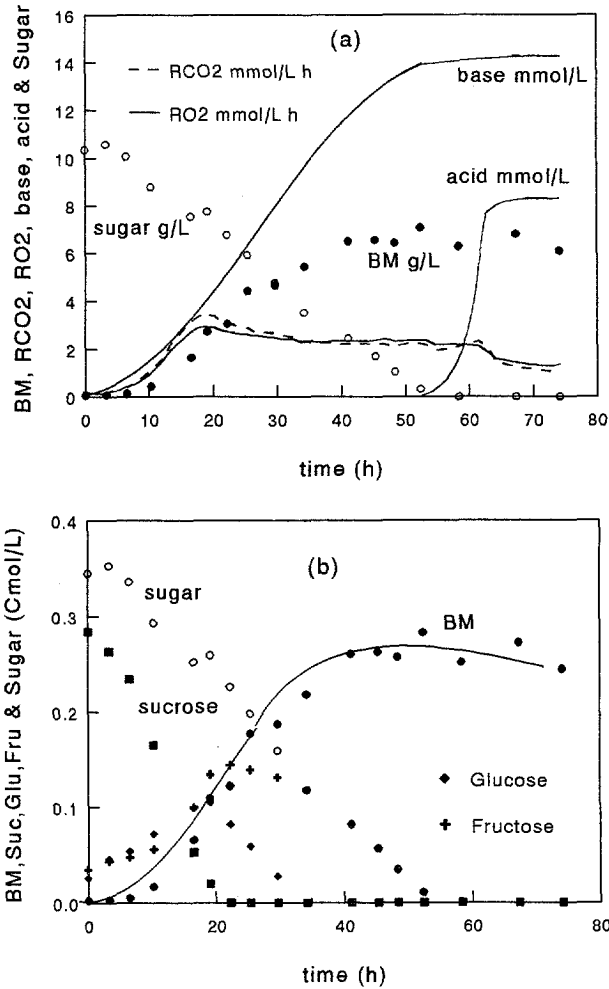 (a)
BM, RCO2, RO2, base, acid & Sugar
16
14
12
10
8
6
4
2
0
RCO2 mmol/L h
RO2 mmol/L h
base mmol/L
acid mmol/L
sugar g/L
BM g/L
0 10 20 30 40 50 60 70 80
time (h)
(b)
BM,Suc,Glu,Fru & Sugar (Cmol/L)
0.4
0.3
0.2
0.1
0.0
sugar
BM
sucrose
Glucose
Fructose
0 20 40 60 80
time (h)